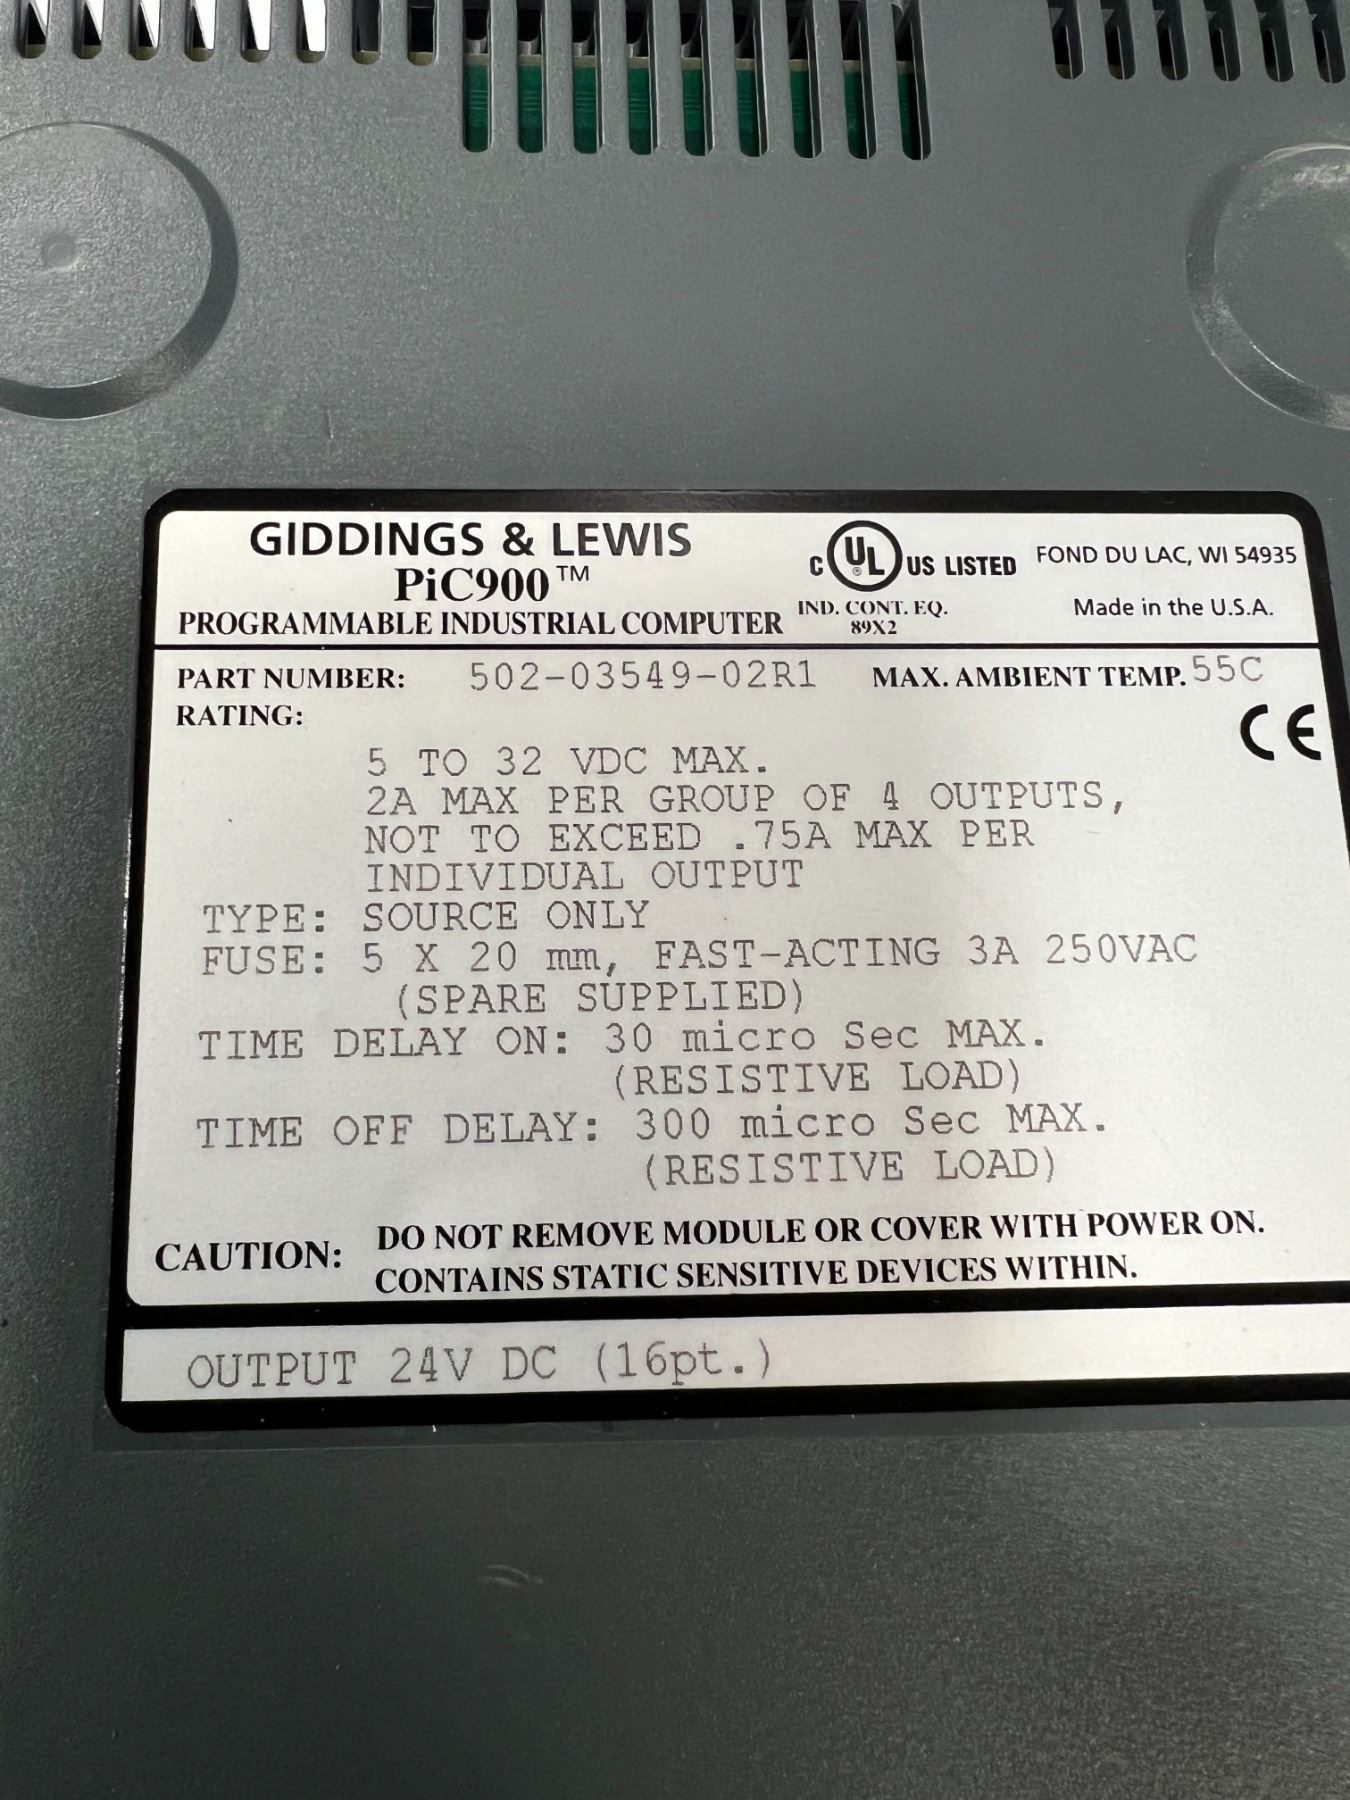 GIDDINGS & LEWIS
PiC900™
PROGRAMMABLE INDUSTRIAL COMPUTER
C UL ® US LISTED
IND. CONT. EQ.
89X2
FOND DU LAC, WI 54935
Made in the U.S.A.
PART NUMBER: 502-03549-02R1 MAX. AMBIENT TEMP. 55C
RATING:
CE
5 TO 32 VDC MAX.
2A MAX PER GROUP OF 4 OUTPUTS,
NOT TO EXCEED .75A MAX PER
INDIVIDUAL OUTPUT
TYPE: SOURCE ONLY
FUSE: 5 X 20 mm, FAST-ACTING 3A 250VAC
(SPARE SUPPLIED)
TIME DELAY ON: 30 micro Sec MAX.
(RESISTIVE LOAD)
TIME OFF DELAY: 300 micro Sec MAX.
(RESISTIVE LOAD)
CAUTION: DO NOT REMOVE MODULE OR COVER WITH POWER ON.
CONTAINS STATIC SENSITIVE DEVICES WITHIN.
OUTPUT 24V DC (16pt.)